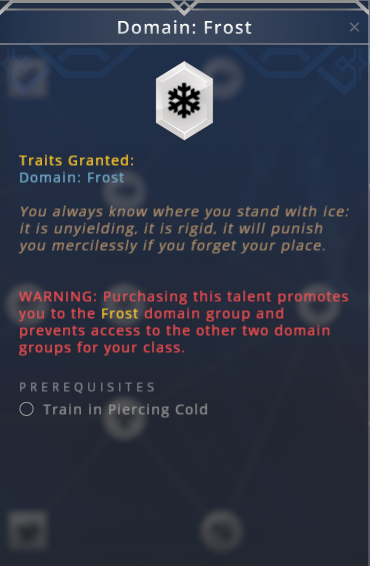 Domain: Frost
Traits Granted:
Domain: Frost
You always know where you stand with ice:
it is unyielding, it is rigid, it will punish
you mercilessly if you forget your place.
WARNING: Purchasing this talent promotes
you to the Frost domain group and
prevents access to the other two domain
groups for your class.
PREREQUISITES
Train in Piercing Cold